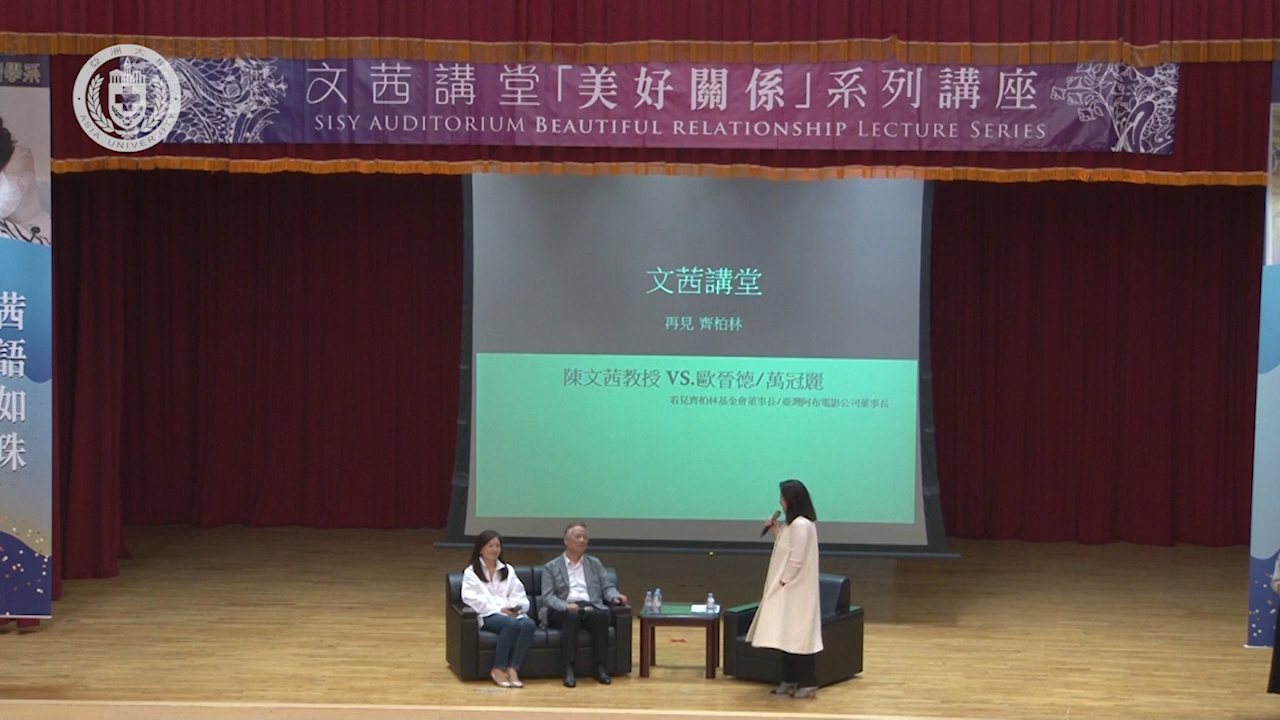 文茜講堂「美好關係」系列講座
SISY AUDITORIUM BEAUTIFUL RELATIONSHIP LECTURE SERIES
亞洲大
ASIA UNIVERSITY
文茜講堂
再見 齊柏林
陳文茜教授 VS.歐晉德/萬冠麗
看見齊柏林基金會董事長/臺灣阿布電影公司董事長
茜語如珠